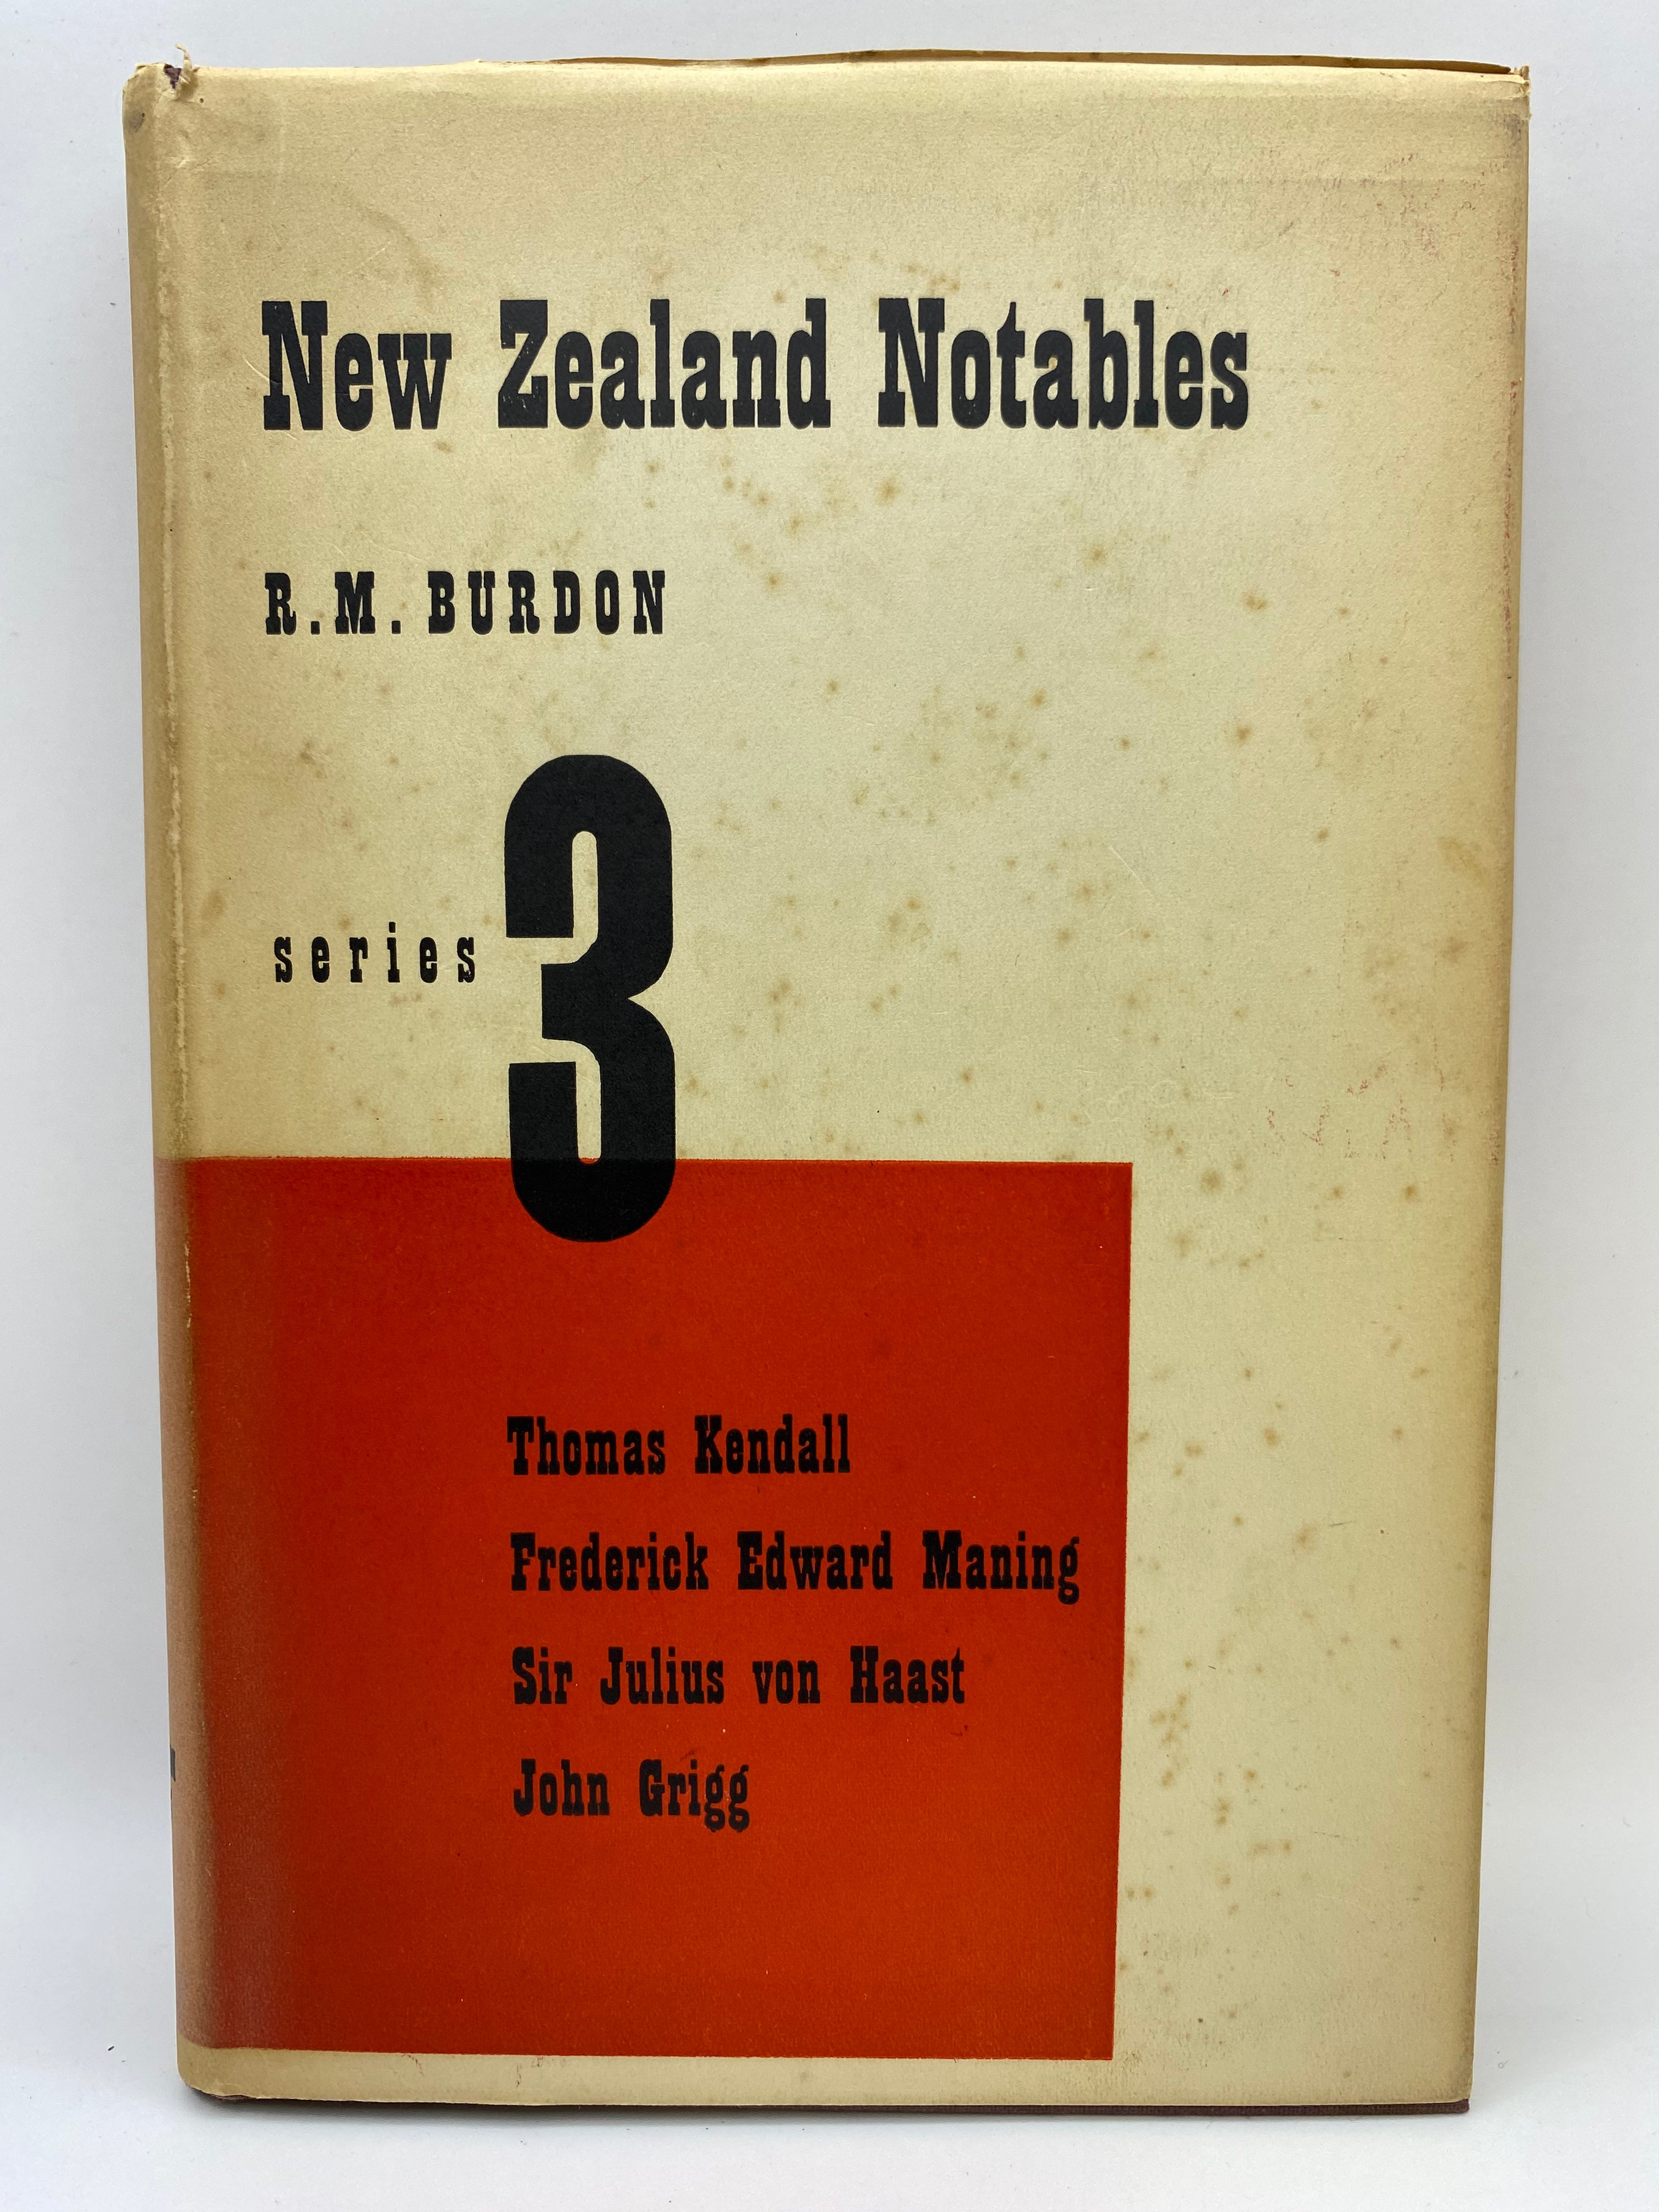 New Zealand Notables
R. M. BURDON
series 3
Thomas Kendall
Frederick Edward Maning
Sir Julius von Haast
John Grigg